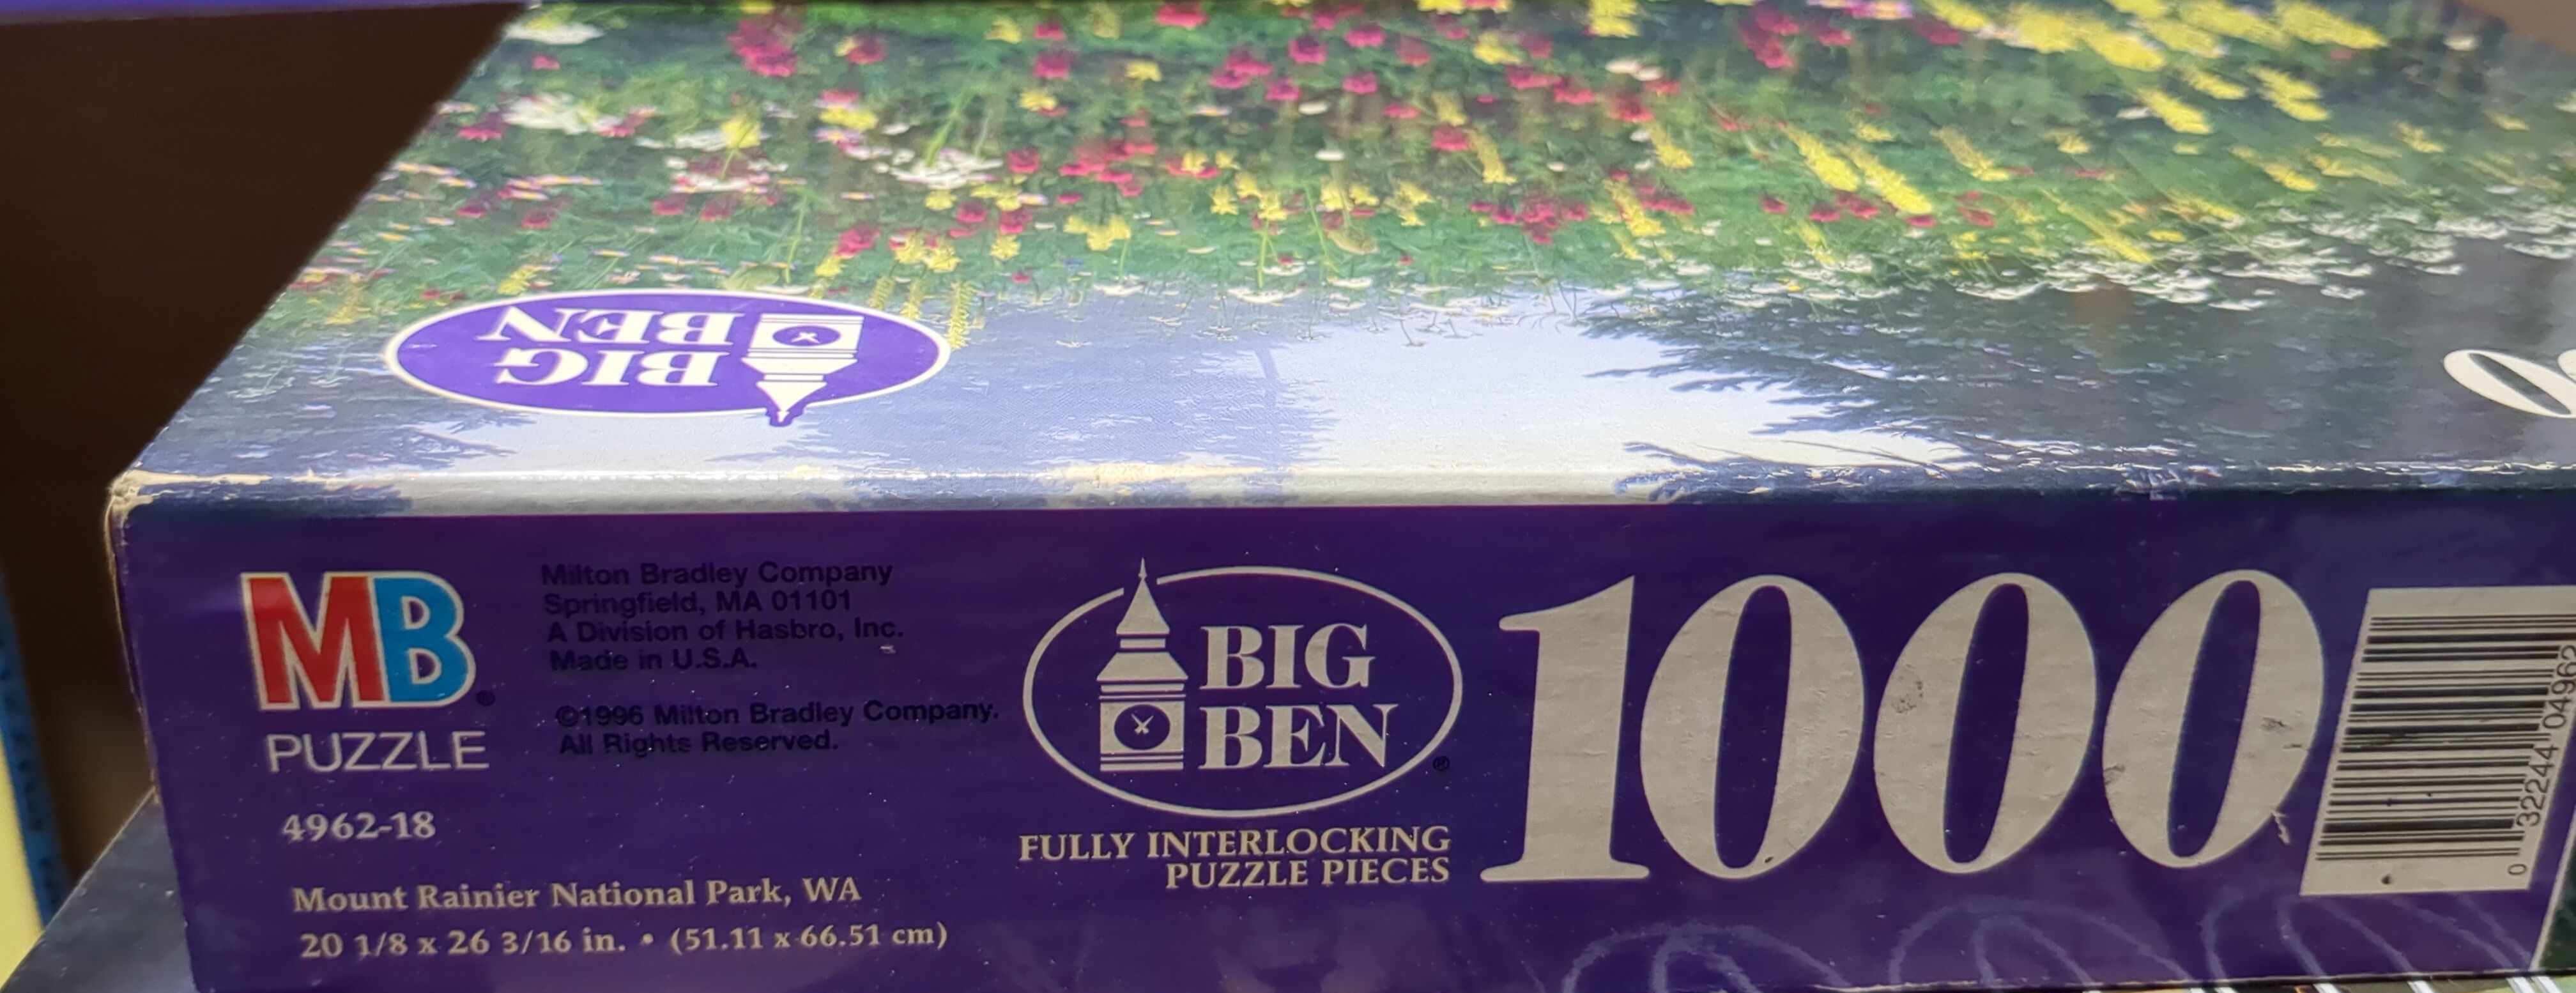 BIG
BEN
MB
PUZZLE
4962-18
Mount Rainier National Park, WA
20 1/8 x 26 3/16 in. • (51.11 x 66.51 cm)
Milton Bradley Company
Springfield, MA 01101
A Division of Hasbro, Inc.
Made in U.S.A.
©1996 Milton Bradley Company.
All Rights Reserved.
BIG
BEN®
FULLY INTERLOCKING
PUZZLE PIECES
1000
0 32244 04962